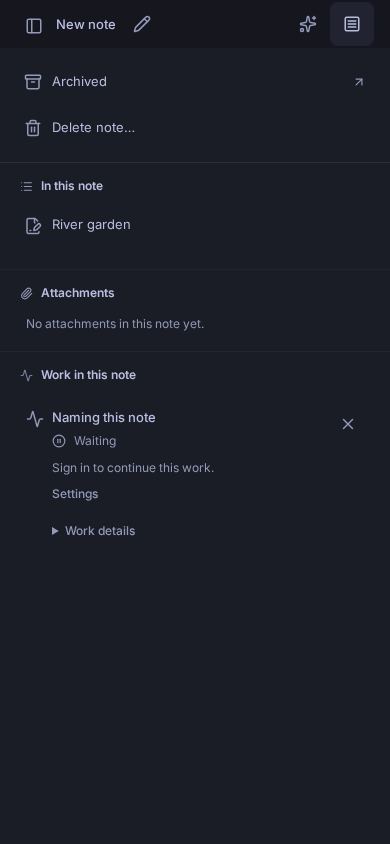 New note
Archived
Delete note...
In this note
River garden
Attachments
No attachments in this note yet.
Work in this note
Naming this note
Waiting
Sign in to continue this work.
Settings
Work details